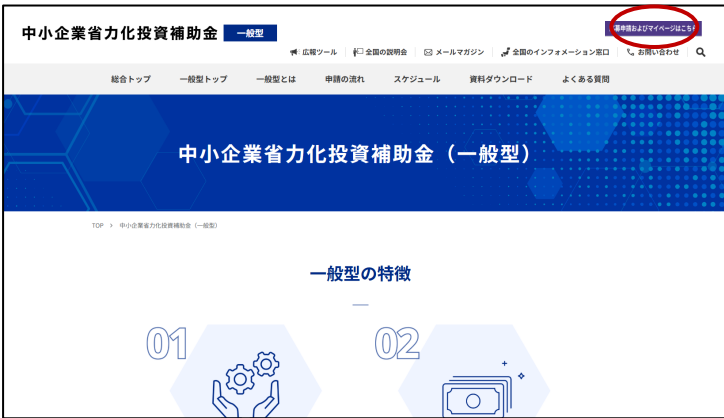 中小企業省力化投資補助金 一般型
募申請およびマイページはこちら
広報ツール 全国の説明会 メールマガジン 全国のインフォメーション窓口 お問い合わせ
総合トップ 一般型トップ 一般型とは 申請の流れ スケジュール 資料ダウンロード よくある質問
中小企業省力化投資補助金（一般型）
TOP › 中小企業省力化投資補助金（一般型）
一般型の特徴
01 02